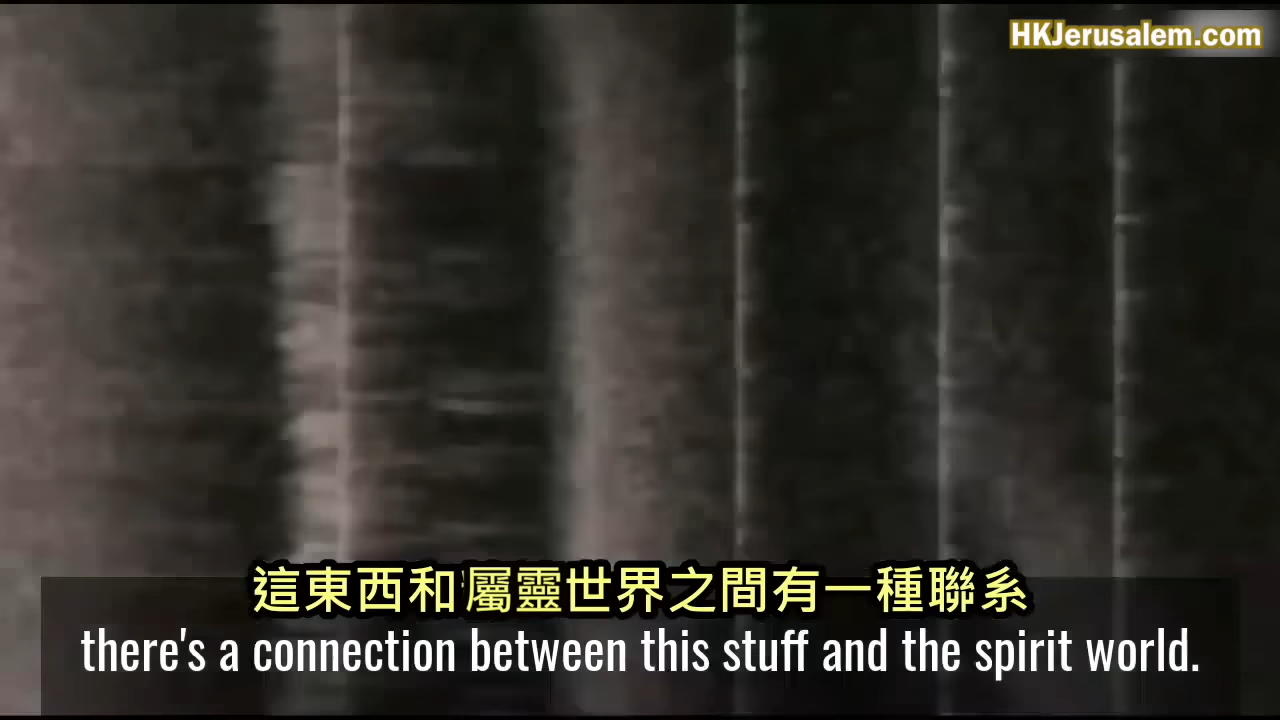 HKJerusalem.com
這東西和屬靈世界之間有一種聯系
there's a connection between this stuff and the spirit world.